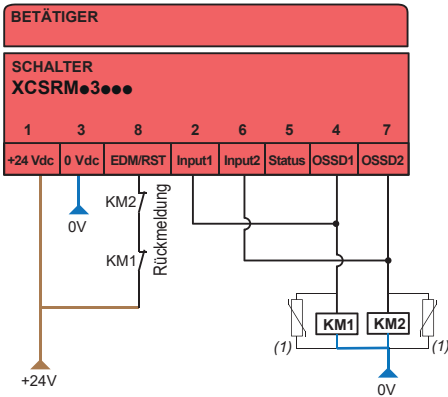 BETÄTIGER
SCHALTER
XCSRM●3●●●
1 3 8 2 6 5 4 7
+24 Vdc 0 Vdc EDM/RST Input1 Input2 Status OSSD1 OSSD2
KM2
Rückmeldung
0V
KM1
KM1 KM2
(1) (1)
+24V
0V